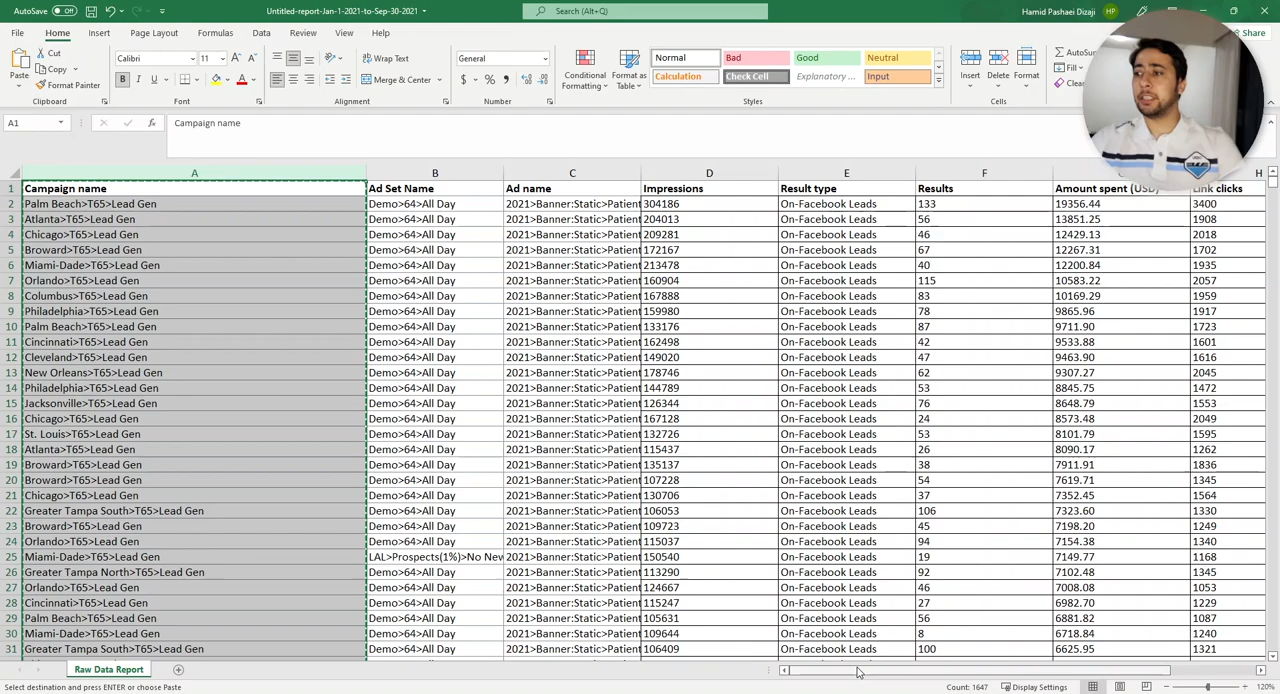 AutoSave Off Untitled-report-Jan-1-2021-to-Sep-30-2021 Search (Alt+Q) Hamid Pashaei Dizaji HP
File Home Insert Page Layout Formulas Data Review View Help Share
Cut Calibri 11 Wrap Text General Normal Bad Good Neutral
Paste Copy Format Painter B I U A Merge & Center $ % Conditional Formatting Format as Table Calculation Check Cell Explanatory ... Input Insert Delete Format Fill
Clipboard Font Alignment Number Styles Cells
A1 fx Campaign name
A B C D E F H
1 Campaign name Ad Set Name Ad name Impressions Result type Results Amount spent (USD) Link clicks
2 Palm Beach>T65>Lead Gen Demo>64>All Day 2021>Banner:Static>Patient 304186 On-Facebook Leads 133 19356.44 3400
3 Atlanta>T65>Lead Gen Demo>64>All Day 2021>Banner:Static>Patient 204013 On-Facebook Leads 56 13851.25 1908
4 Chicago>T65>Lead Gen Demo>64>All Day 2021>Banner:Static>Patient 209281 On-Facebook Leads 46 12429.13 2018
5 Broward>T65>Lead Gen Demo>64>All Day 2021>Banner:Static>Patient 172167 On-Facebook Leads 67 12267.31 1702
6 Miami-Dade>T65>Lead Gen Demo>64>All Day 2021>Banner:Static>Patient 213478 On-Facebook Leads 40 12200.84 1935
7 Orlando>T65>Lead Gen Demo>64>All Day 2021>Banner:Static>Patient 160904 On-Facebook Leads 115 10583.22 2057
8 Columbus>T65>Lead Gen Demo>64>All Day 2021>Banner:Static>Patient 167888 On-Facebook Leads 83 10169.29 1959
9 Philadelphia>T65>Lead Gen Demo>64>All Day 2021>Banner:Static>Patient 159980 On-Facebook Leads 78 9865.96 1917
10 Palm Beach>T65>Lead Gen Demo>64>All Day 2021>Banner:Static>Patient 133176 On-Facebook Leads 87 9711.90 1723
11 Cincinnati>T65>Lead Gen Demo>64>All Day 2021>Banner:Static>Patient 162498 On-Facebook Leads 42 9533.88 1601
12 Cleveland>T65>Lead Gen Demo>64>All Day 2021>Banner:Static>Patient 149020 On-Facebook Leads 47 9463.90 1616
13 New Orleans>T65>Lead Gen Demo>64>All Day 2021>Banner:Static>Patient 178746 On-Facebook Leads 62 9307.27 2045
14 Philadelphia>T65>Lead Gen Demo>64>All Day 2021>Banner:Static>Patient 144789 On-Facebook Leads 53 8845.75 1472
15 Jacksonville>T65>Lead Gen Demo>64>All Day 2021>Banner:Static>Patient 126344 On-Facebook Leads 76 8648.79 1553
16 Chicago>T65>Lead Gen Demo>64>All Day 2021>Banner:Static>Patient 167128 On-Facebook Leads 24 8573.48 2049
17 St. Louis>T65>Lead Gen Demo>64>All Day 2021>Banner:Static>Patient 132726 On-Facebook Leads 53 8101.79 1595
18 Atlanta>T65>Lead Gen Demo>64>All Day 2021>Banner:Static>Patient 115437 On-Facebook Leads 26 8090.17 1262
19 Broward>T65>Lead Gen Demo>64>All Day 2021>Banner:Static>Patient 135137 On-Facebook Leads 38 7911.91 1836
20 Broward>T65>Lead Gen Demo>64>All Day 2021>Banner:Static>Patient 107228 On-Facebook Leads 54 7619.71 1345
21 Chicago>T65>Lead Gen Demo>64>All Day 2021>Banner:Static>Patient 130706 On-Facebook Leads 37 7352.45 1564
22 Greater Tampa South>T65>Lead Gen Demo>64>All Day 2021>Banner:Static>Patient 106053 On-Facebook Leads 106 7323.60 1330
23 Broward>T65>Lead Gen Demo>64>All Day 2021>Banner:Static>Patient 109723 On-Facebook Leads 45 7198.20 1249
24 Orlando>T65>Lead Gen Demo>64>All Day 2021>Banner:Static>Patient 115037 On-Facebook Leads 94 7154.38 1340
25 Miami-Dade>T65>Lead Gen LAL>Prospects(1%)>No New 2021>Banner:Static>Patient 150540 On-Facebook Leads 19 7149.77 1168
26 Greater Tampa North>T65>Lead Gen Demo>64>All Day 2021>Banner:Static>Patient 113290 On-Facebook Leads 92 7102.48 1345
27 Orlando>T65>Lead Gen Demo>64>All Day 2021>Banner:Static>Patient 124667 On-Facebook Leads 46 7008.08 1053
28 Cincinnati>T65>Lead Gen Demo>64>All Day 2021>Banner:Static>Patient 115247 On-Facebook Leads 27 6982.70 1229
29 Palm Beach>T65>Lead Gen Demo>64>All Day 2021>Banner:Static>Patient 105631 On-Facebook Leads 56 6881.82 1087
30 Miami-Dade>T65>Lead Gen Demo>64>All Day 2021>Banner:Static>Patient 109644 On-Facebook Leads 8 6718.84 1240
31 Greater Tampa South>T65>Lead Gen Demo>64>All Day 2021>Banner:Static>Patient 106409 On-Facebook Leads 100 6625.95 1321
Raw Data Report
Select destination and press ENTER or choose Paste Count: 1647 Display Settings 120%